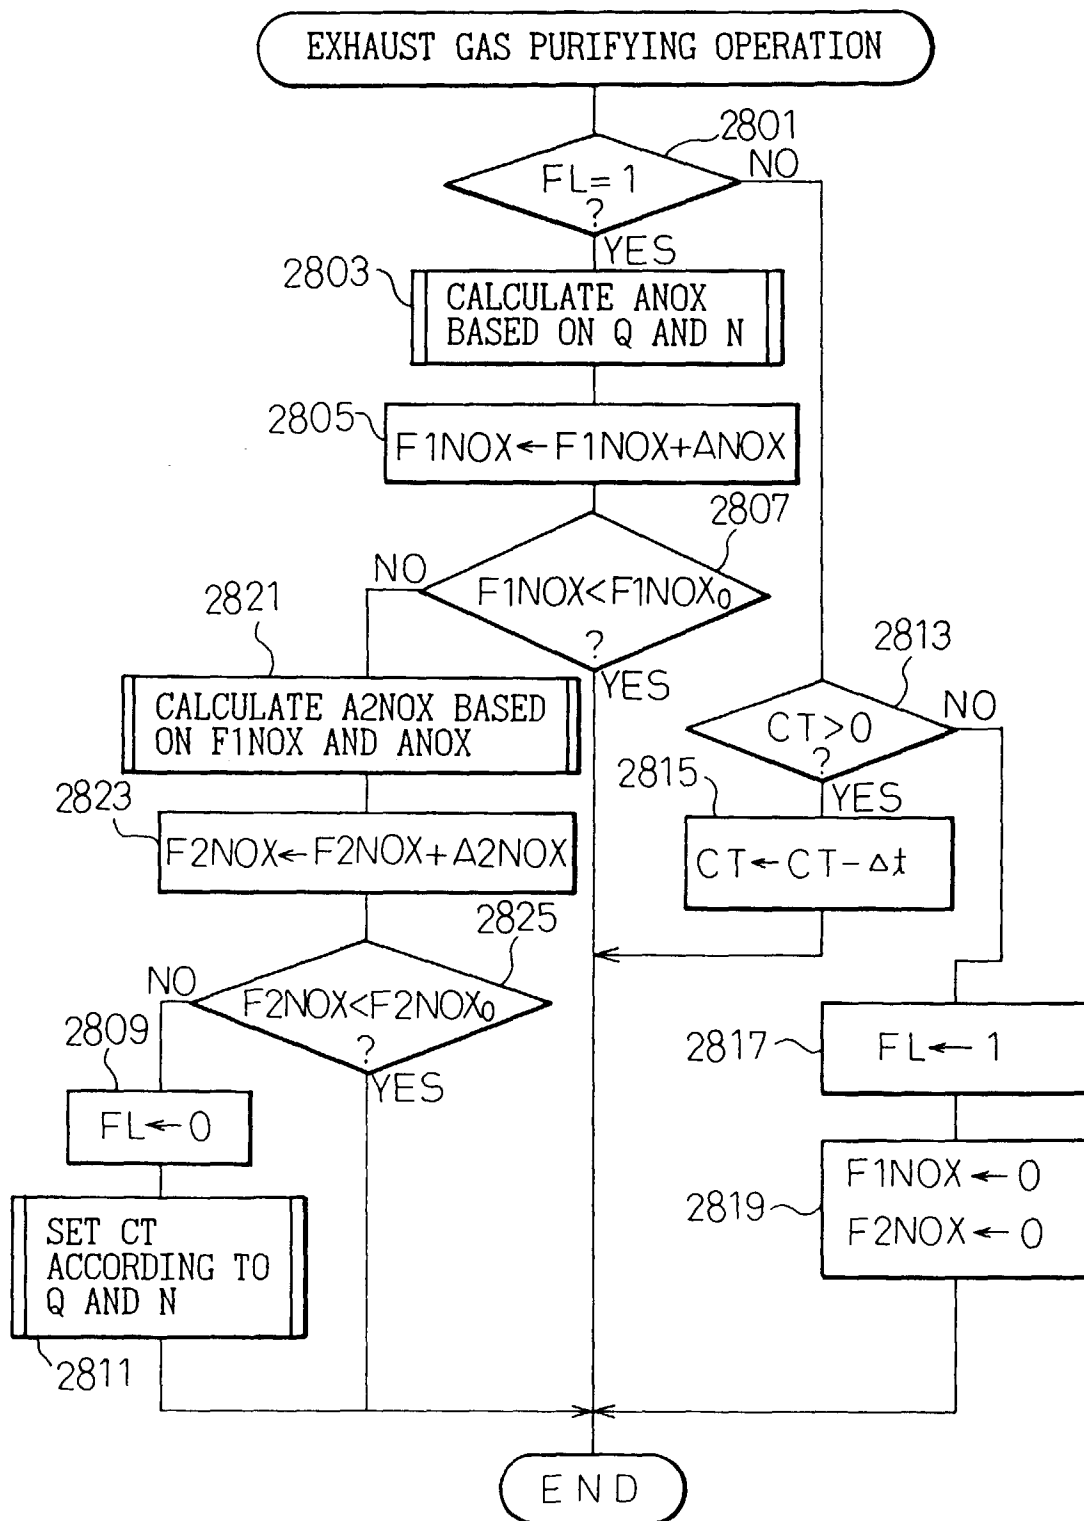 EXHAUST GAS PURIFYING OPERATION
2801
FL=1
?
NO
YES
2803
CALCULATE ANOX
BASED ON Q AND N
2805
F1NOX←F1NOX+ANOX
2807
NO
F1NOX<F1NOX₀
?
YES
2821
CALCULATE A2NOX BASED
ON F1NOX AND ANOX
2813
CT>0
?
NO
YES
2815
CT←CT-Δt
2823
F2NOX←F2NOX+A2NOX
2825
NO
F2NOX<F2NOX₀
?
YES
2809
FL←0
2817
FL←1
2811
SET CT
ACCORDING TO
Q AND N
2819
F1NOX←0
F2NOX←0
END